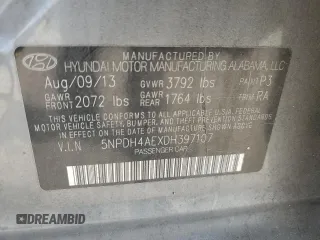 MANUFACTURED BY
HYUNDAI MOTOR MANUFACTURING ALABAMA, LLC
Aug/09/13 GVWR 3792 lbs PAINT P3
GAWR FRONT 2072 lbs GAWR REAR 1764 lbs TRIM RA
THIS VEHICLE CONFORMS TO ALL APPLICABLE U.S.A FEDERAL
MOTOR VEHICLE SAFETY, BUMPER, AND THEFT PREVENTION
STANDARDS IN EFFECT ON THE DATE OF MANUFACTURE SHOWN ABOVE
V.I.N 5NPDH4AEXDH397107
PASSENGER CAR
© DREAMBID